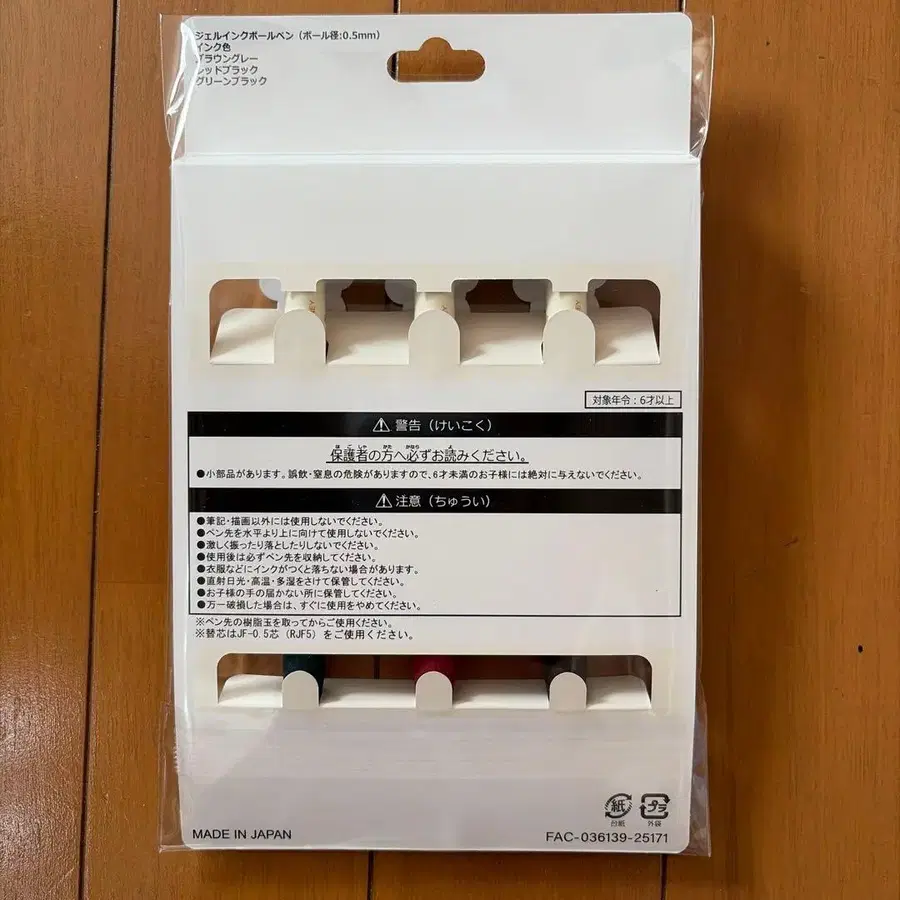 ジェルインクボールペン（ボール径:0.5mm）
インク色
ブラウングレー
レッドブラック
グリーンブラック
対象年令：6才以上
⚠警告（けいこく）
保護者の方へ必ずお読みください。
●小部品があります。誤飲・窒息の危険がありますので、6才未満のお子様には絶対に与えないでください。
⚠注意（ちゅうい）
●筆記・描画以外には使用しないでください。
●ペン先を水平より上に向けて使用しないでください。
●激しく振ったり落としたりしないでください。
●使用後は必ずペン先を収納してください。
●衣服などにインクがつくと落ちない場合があります。
●直射日光・高温・多湿をさけて保管してください。
●お子様の手の届かない所に保管してください。
●万一破損した場合は、すぐに使用をやめてください。
※ペン先の樹脂玉を取ってからご使用ください。
※替芯はJF-0.5芯（RJF5）をご使用ください。
紙 プラ
台紙 外袋
MADE IN JAPAN FAC-036139-25171